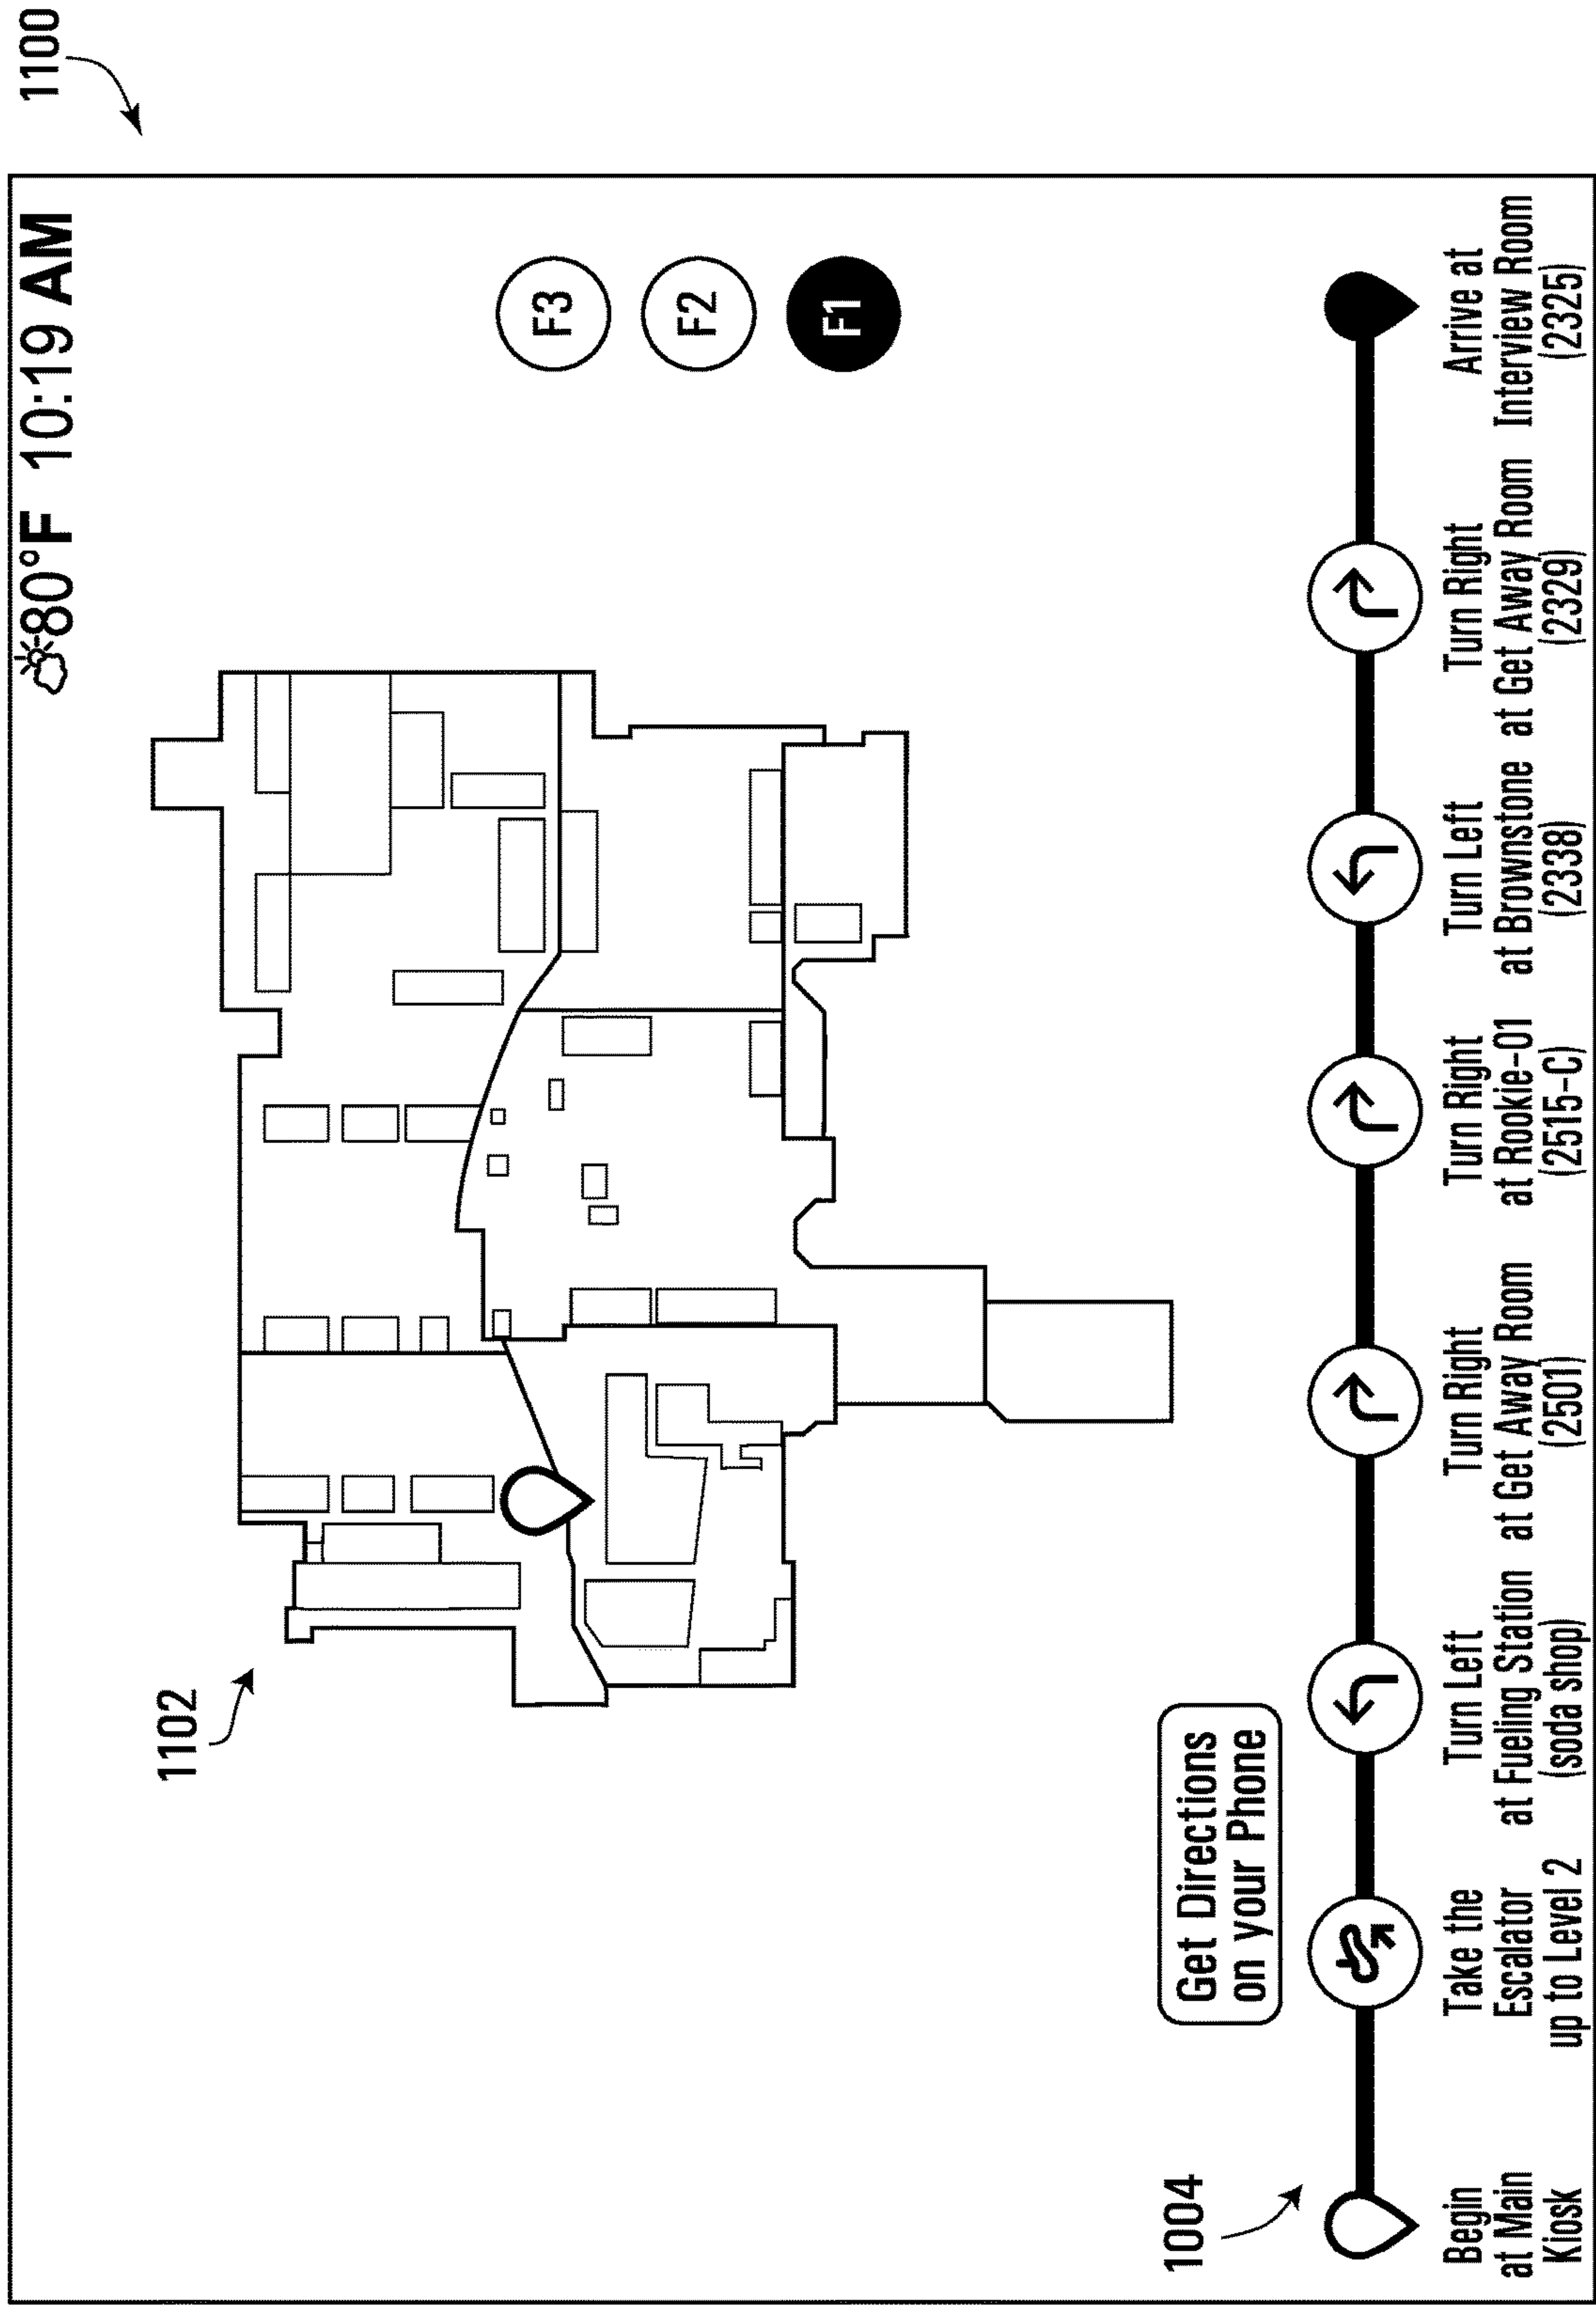 1100
80°F 10:19 AM
1102
F3
F2
F1
Get Directions
on your Phone
1004
Begin
at Main
Kiosk
Take the
Escalator
up to Level 2
Turn Left
at Fueling Station
(soda shop)
Turn Right
at Get Away Room
(2501)
Turn Right
at Rookie-01
(2515-C)
Turn Left
at Brownstone
(2338)
Turn Right
at Get Away Room
(2329)
Arrive at
Interview Room
(2325)